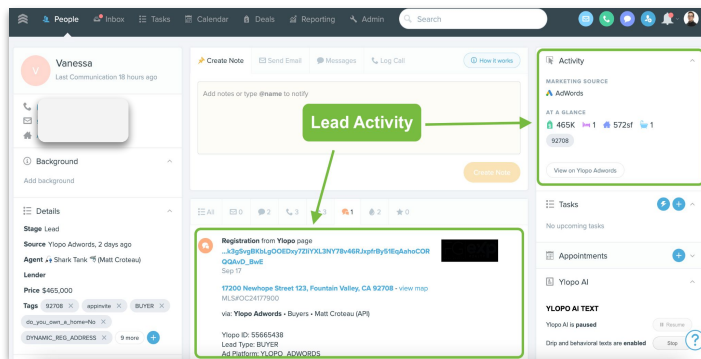 People
Inbox
Tasks
Calendar
Deals
Reporting
Admin
Search
V
Vanessa
Last Communication 18 hours ago
Background
Add background
Details
Stage Lead
Source Ylopo Adwords, 2 days ago
Agent Shark Tank (Matt Croteau)
Lender
Price $465,000
Tags 92708 × appinvite × BUYER ×
do_you_own_a_home=No ×
DYNAMIC_REG_ADDRESS × 9 more +
Create Note
Send Email
Messages
Log Call
How it works
Add notes or type @name to notify
Lead Activity
Create Note
All 0 2 3 3 1 2 0
Registration from Ylopo page
...k3gSvgBKbLgOOEDxy7ZIiYXL3NY78v46RJxpfrBy51EqAahoCOR
QQAvD_BwE
Sep 17
17200 Newhope Street 123, Fountain Valley, CA 92708 - view map
MLS#OC24177900
via: Ylopo Adwords • Buyers • Matt Croteau (API)
Ylopo ID: 55665438
Lead Type: BUYER
Ad Platform: YLOPO_ADWORDS
Activity
MARKETING SOURCE
AdWords
AT A GLANCE
465K 1 572sf 1
92708
View on Ylopo Adwords
Tasks
No upcoming tasks
Appointments
Ylopo AI
YLOPO AI TEXT
Ylopo AI is paused
Resume
Drip and behavioral texts are enabled
Stop
?